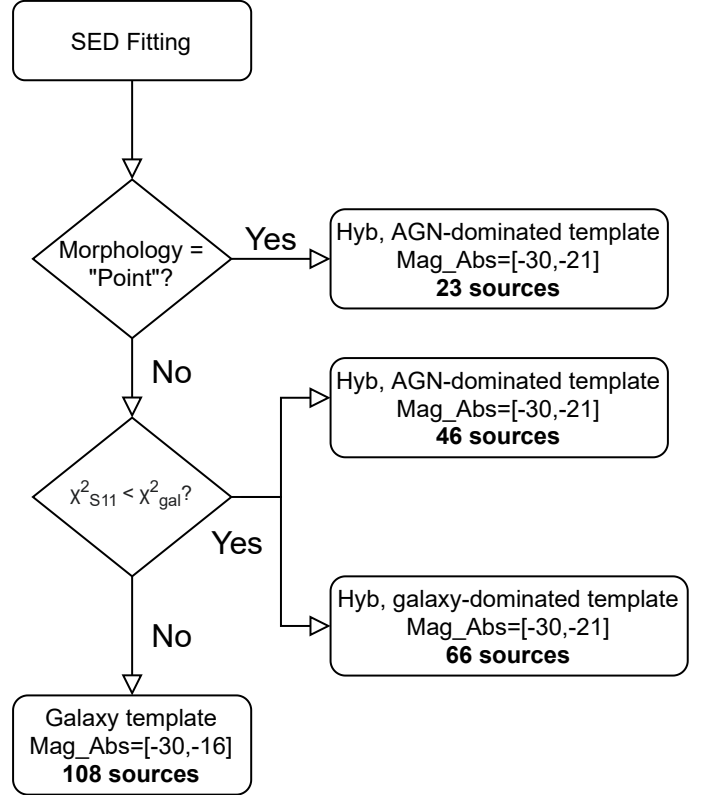 SED Fitting
Morphology =
"Point"?
Yes
Hyb, AGN-dominated template
Mag_Abs=[-30,-21]
23 sources
No
Hyb, AGN-dominated template
Mag_Abs=[-30,-21]
46 sources
χ²_S11 < χ²_gal?
Yes
Hyb, galaxy-dominated template
Mag_Abs=[-30,-21]
66 sources
No
Galaxy template
Mag_Abs=[-30,-16]
108 sources